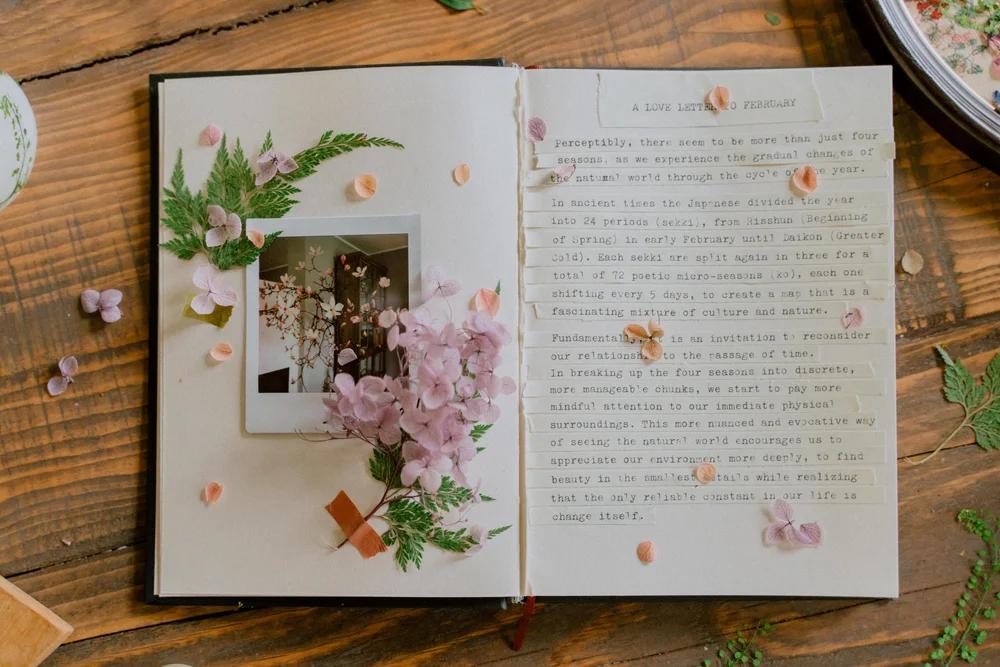 A LOVE LETTER TO FEBRUARY
Perceptibly, there seem to be more than just four
seasons, as we experience the gradual changes of
the natural world through the cycle of the year.
In ancient times the Japanese divided the year
into 24 periods (sekki), from Risshun (Beginning
of Spring) in early February until Daikon (Greater
Cold). Each sekki are split again in three for a
total of 72 poetic micro-seasons (ko), each one
shifting every 5 days, to create a map that is a
fascinating mixture of culture and nature.
Fundamentally, is an invitation to reconsider
our relationship to the passage of time.
In breaking up the four seasons into discrete,
more manageable chunks, we start to pay more
mindful attention to our immediate physical
surroundings. This more nuanced and evocative way
of seeing the natural world encourages us to
appreciate our environment more deeply, to find
beauty in the smallest details while realizing
that the only reliable constant in our life is
change itself.